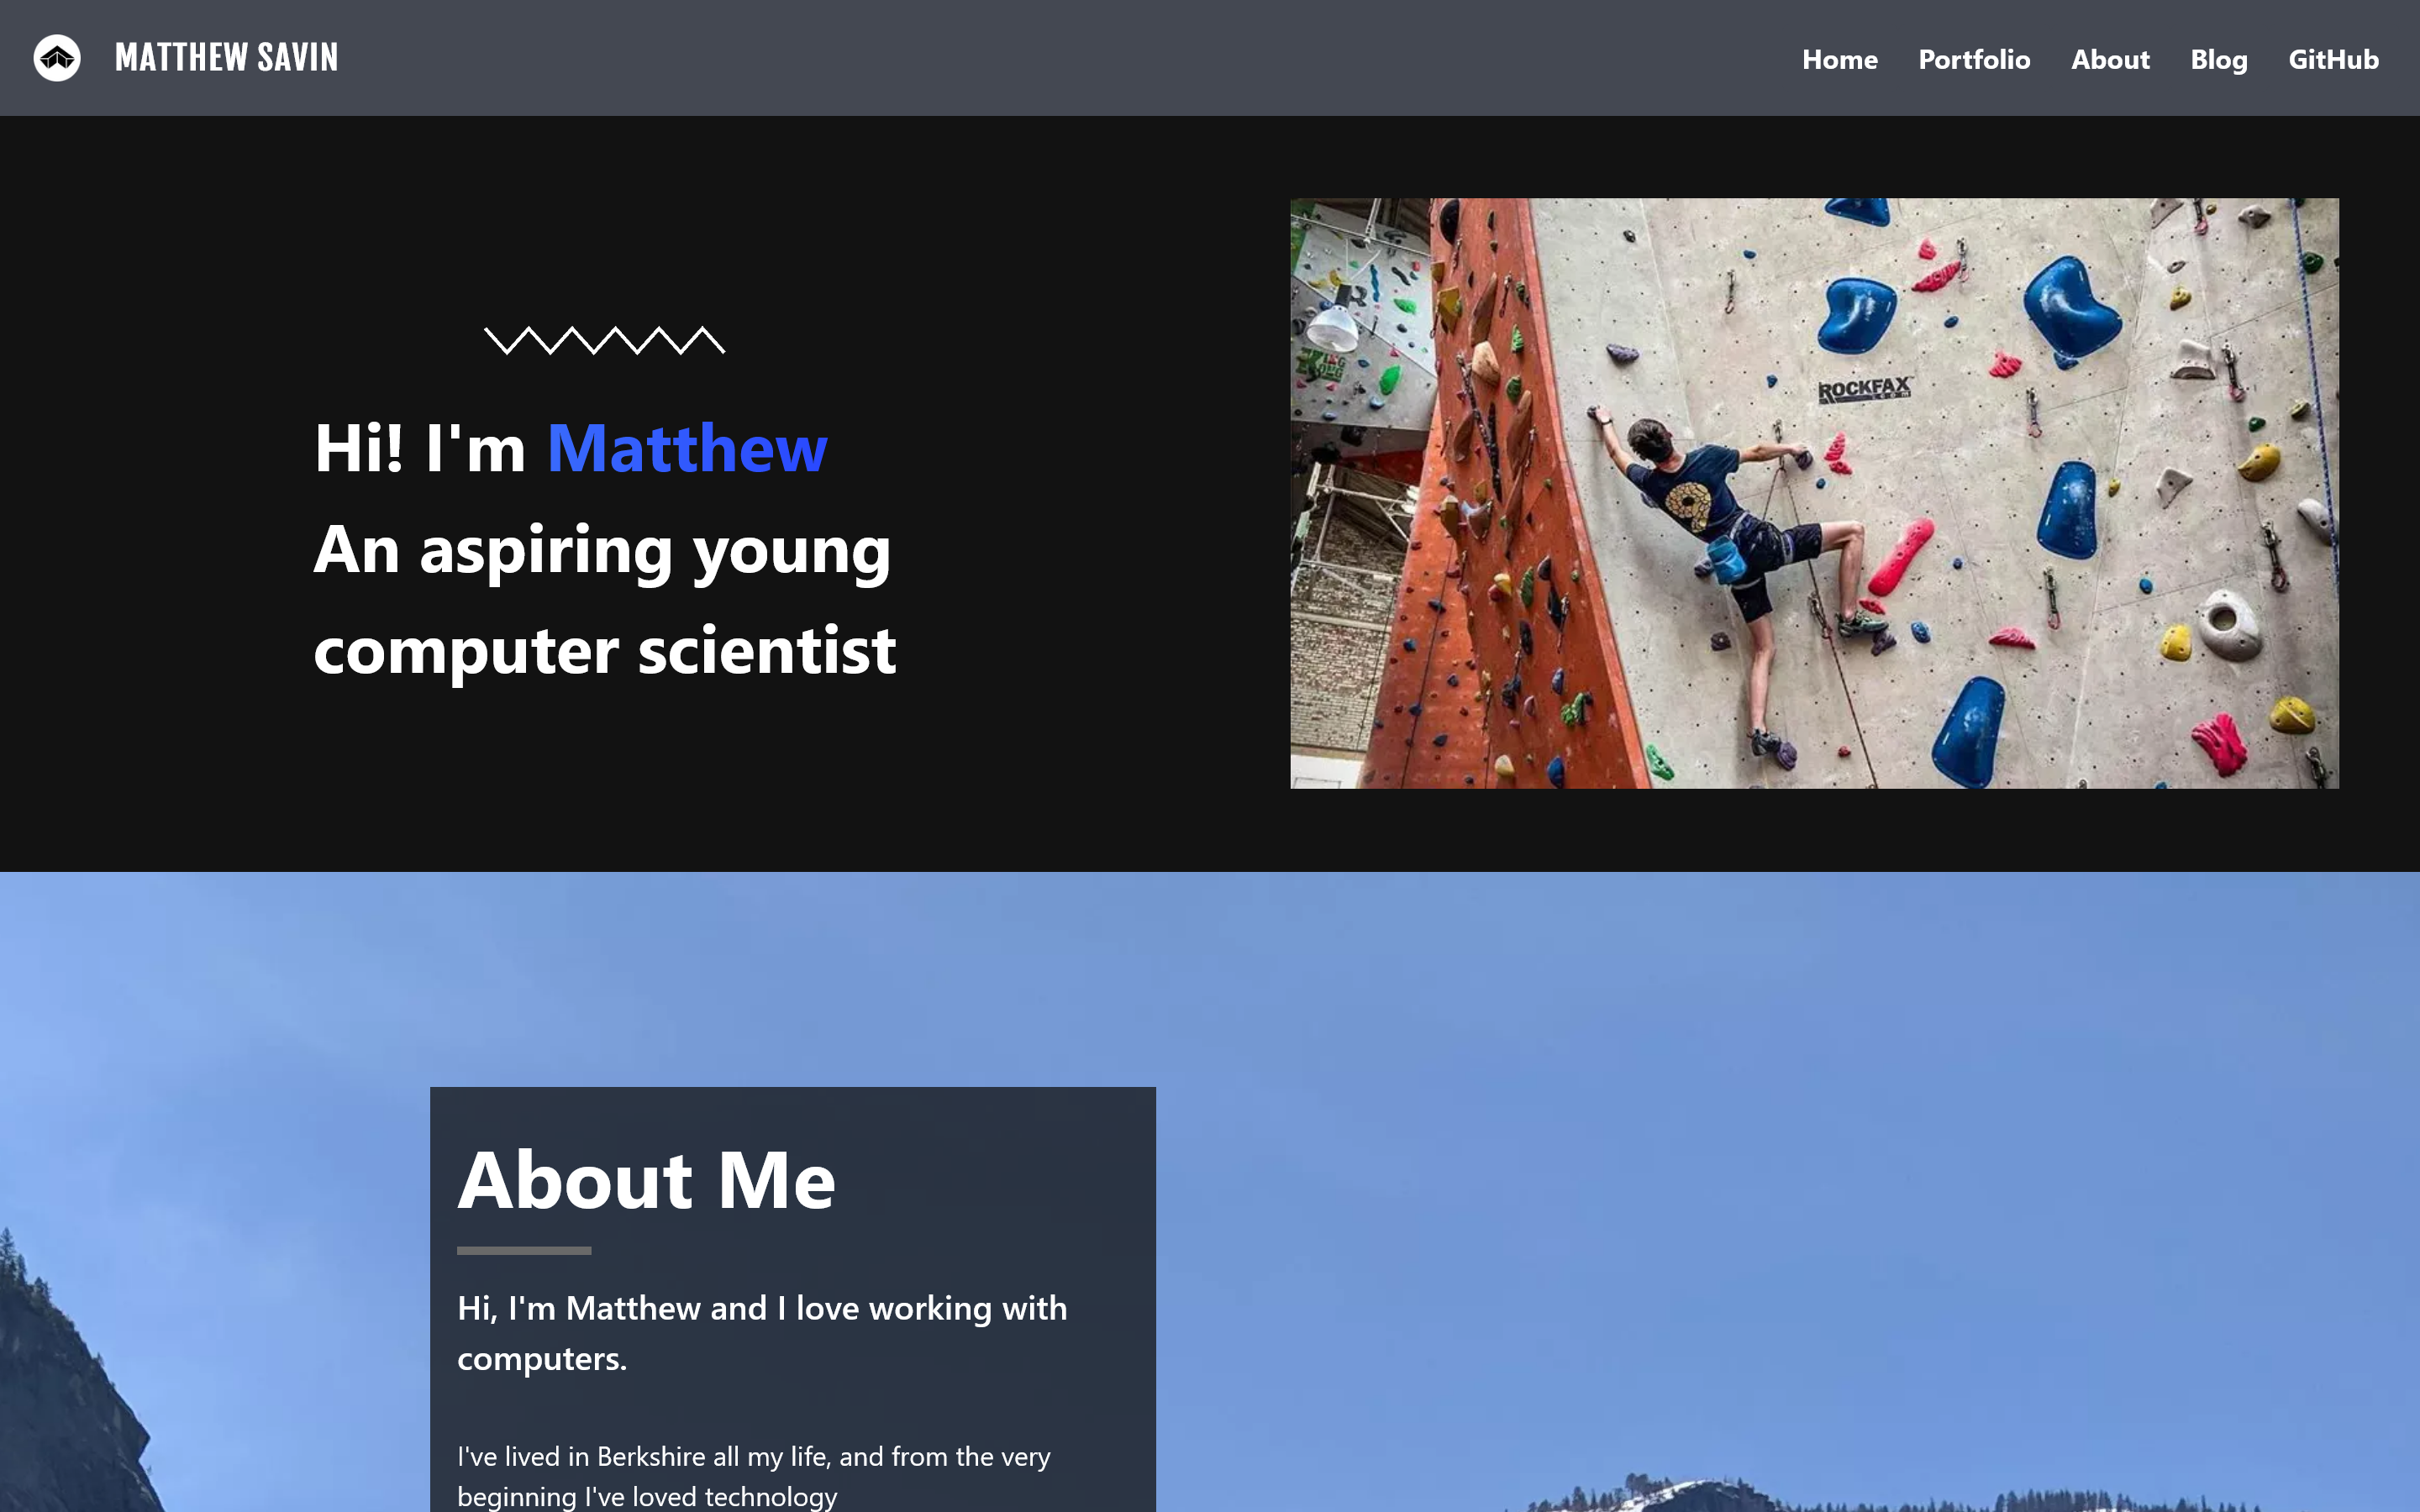 MATTHEW SAVIN
Home Portfolio About Blog GitHub
Hi! I'm Matthew
An aspiring young
computer scientist
ROCKFAX
.com
About Me
Hi, I'm Matthew and I love working with
computers.
I've lived in Berkshire all my life, and from the very
beginning I've loved technology